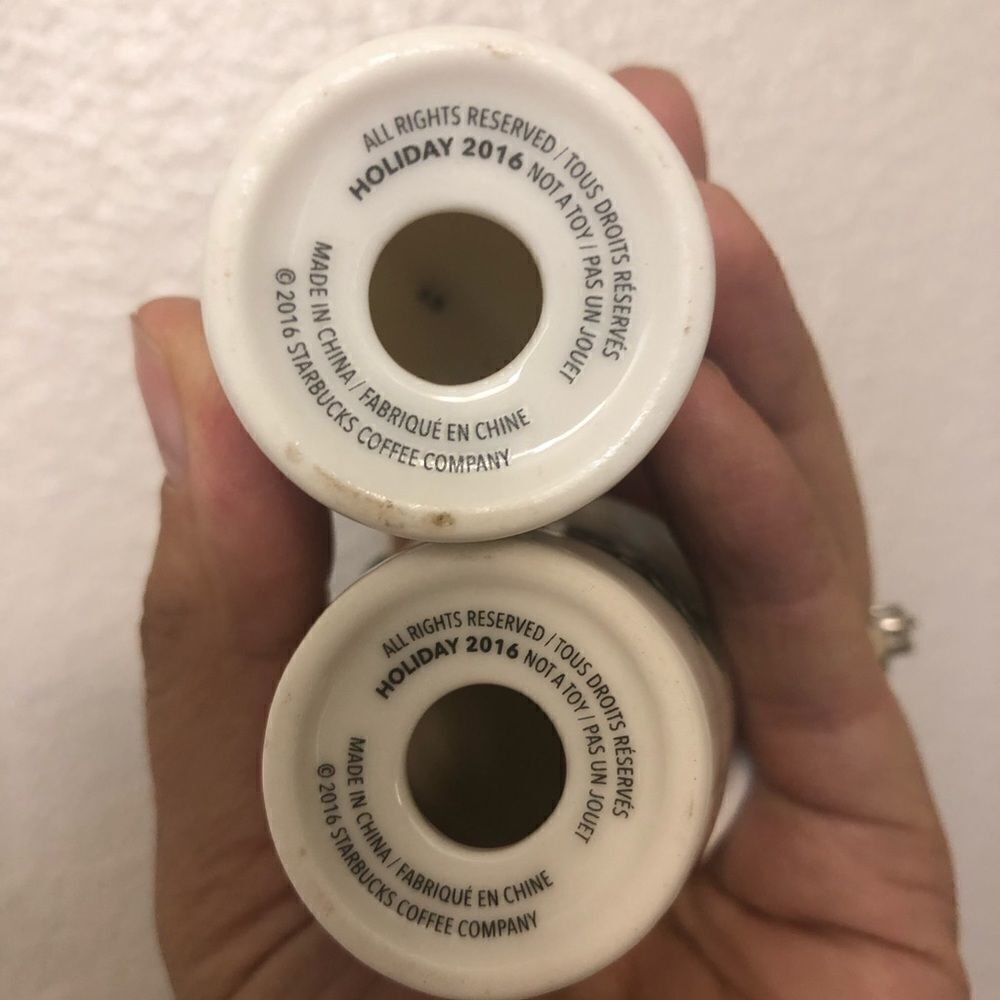 ALL RIGHTS RESERVED / TOUS DROITS RÉSERVÉS
HOLIDAY 2016 NOT A TOY / PAS UN JOUET
MADE IN CHINA / FABRIQUÉ EN CHINE
© 2016 STARBUCKS COFFEE COMPANY
ALL RIGHTS RESERVED / TOUS DROITS RÉSERVÉS
HOLIDAY 2016 NOT A TOY / PAS UN JOUET
MADE IN CHINA / FABRIQUÉ EN CHINE
© 2016 STARBUCKS COFFEE COMPANY